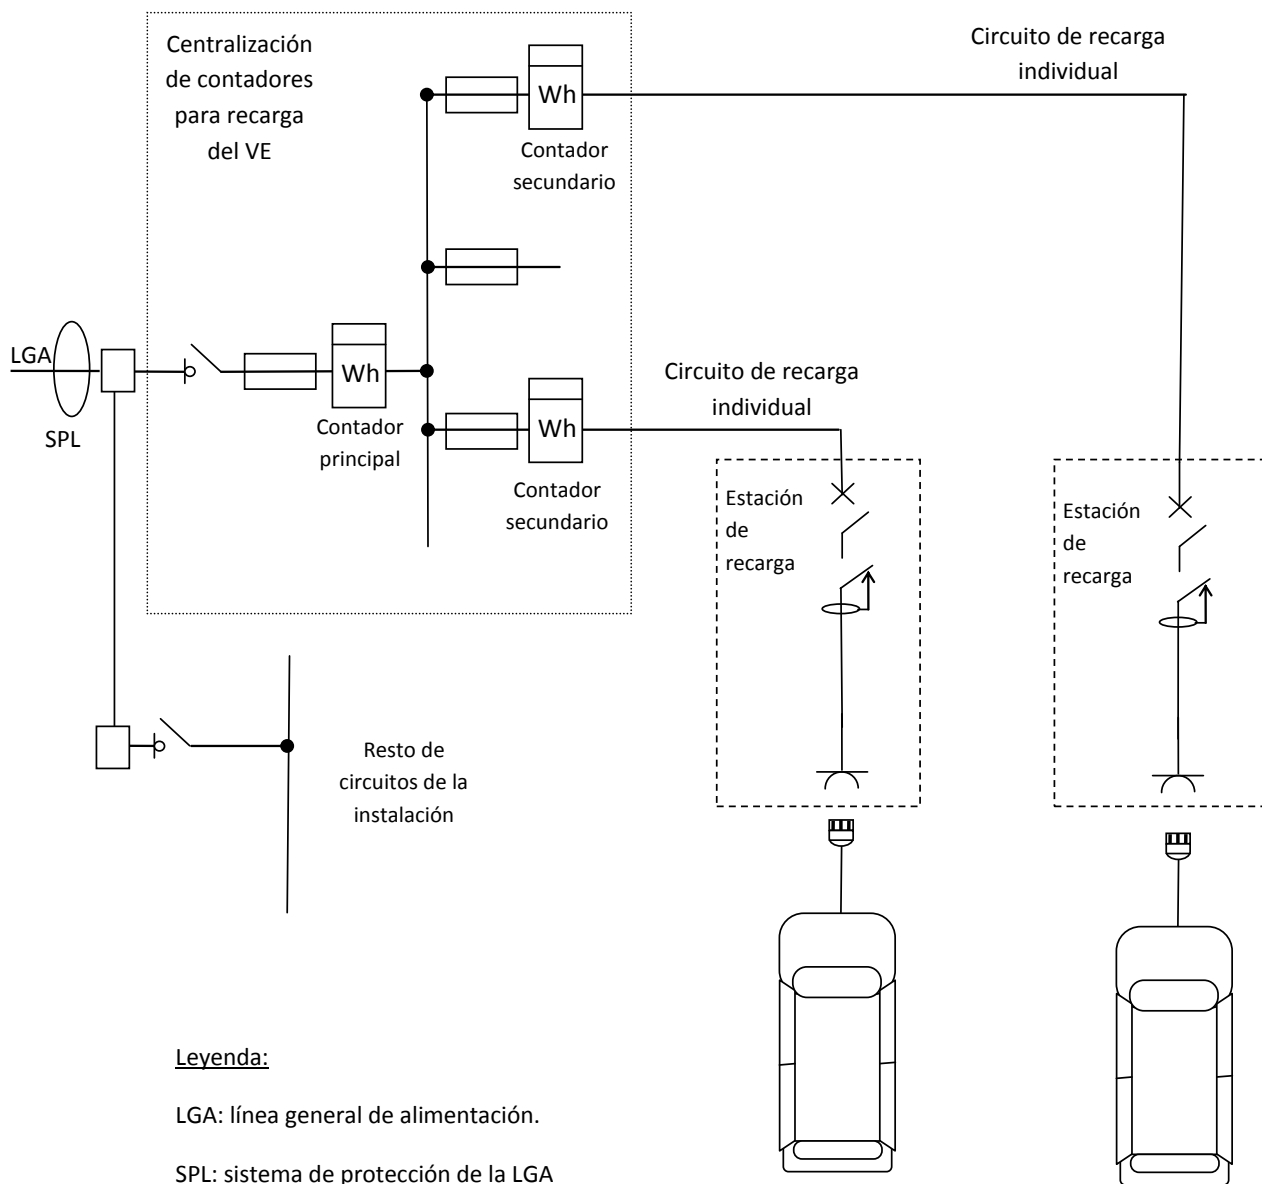 Centralización
de contadores
para recarga
del VE
Wh
Contador
secundario
Circuito de recarga
individual
LGA
SPL
Wh
Contador
principal
Wh
Contador
secundario
Circuito de recarga
individual
Estación
de
recarga
Estación
de
recarga
Resto de
circuitos de la
instalación
Leyenda:
LGA: línea general de alimentación.
SPL: sistema de protección de la LGA